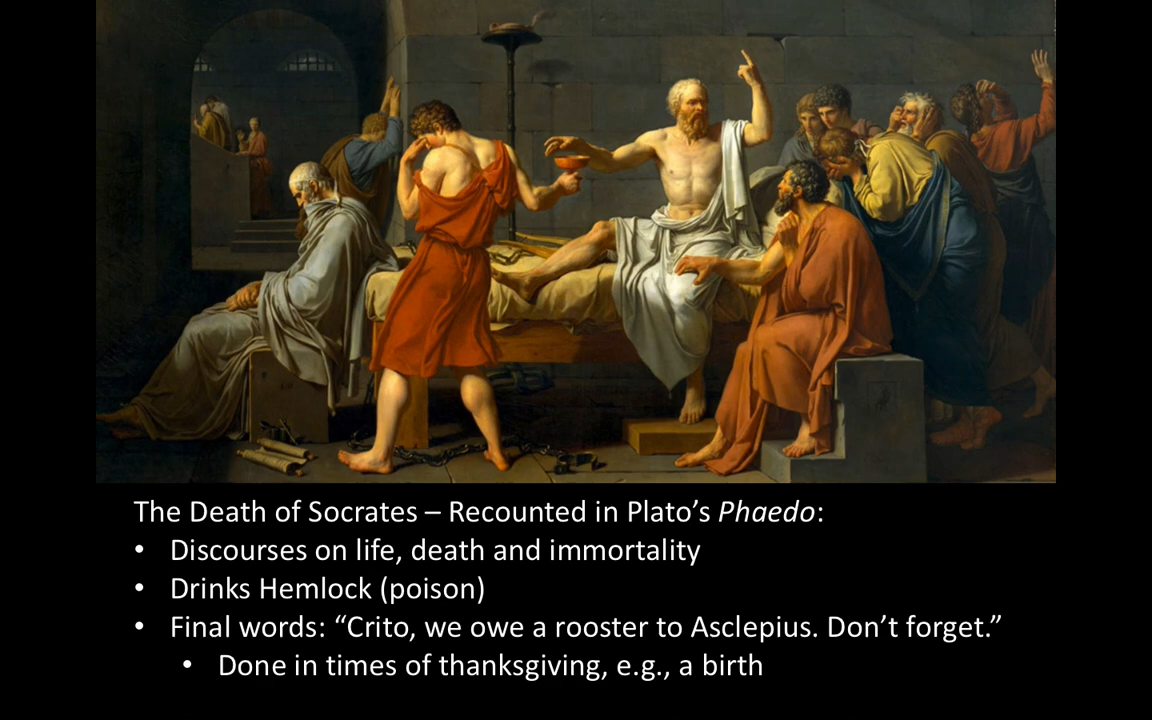 The Death of Socrates – Recounted in Plato’s Phaedo:
• Discourses on life, death and immortality
• Drinks Hemlock (poison)
• Final words: “Crito, we owe a rooster to Asclepius. Don’t forget.”
• Done in times of thanksgiving, e.g., a birth